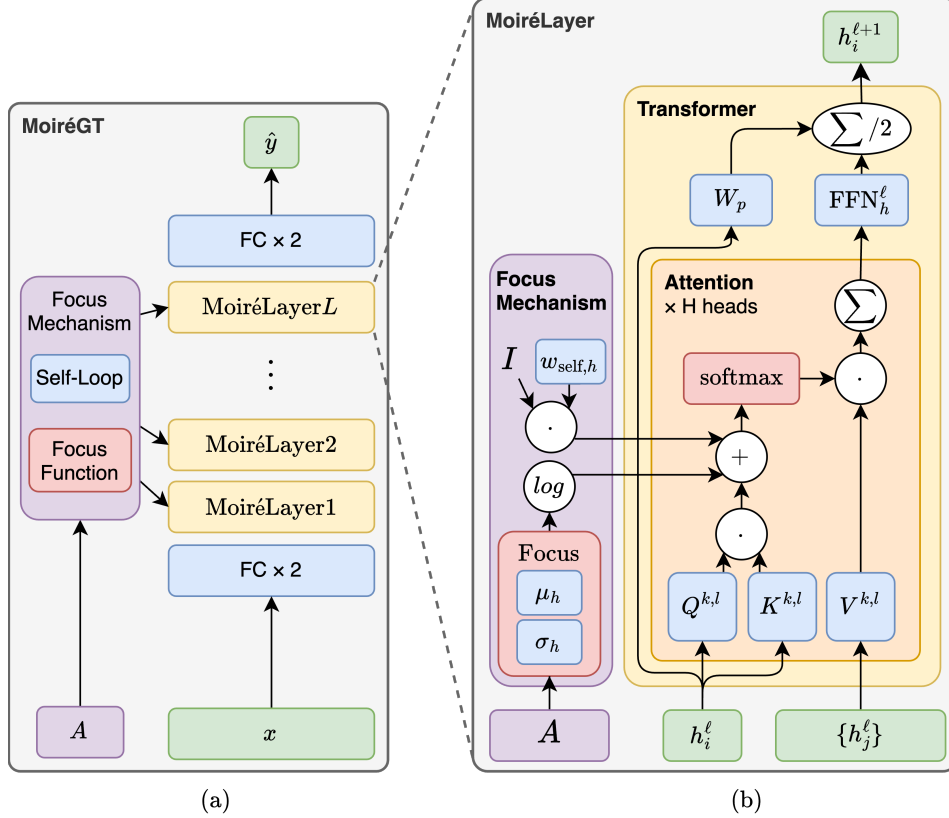 MoiréGT
ŷ
FC × 2
MoiréLayerL
Focus
Mechanism
Self-Loop
Focus
Function
⋮
MoiréLayer2
MoiréLayer1
FC × 2
A
x
(a)
MoiréLayer
h_i^{ℓ+1}
Transformer
∑ /2
W_p
FFN_h^ℓ
Focus
Mechanism
I
w_{self,h}
·
log
Focus
μ_h
σ_h
A
Attention
× H heads
∑
softmax
·
+
·
Q^{k,l}
K^{k,l}
V^{k,l}
h_i^ℓ
{h_j^ℓ}
(b)